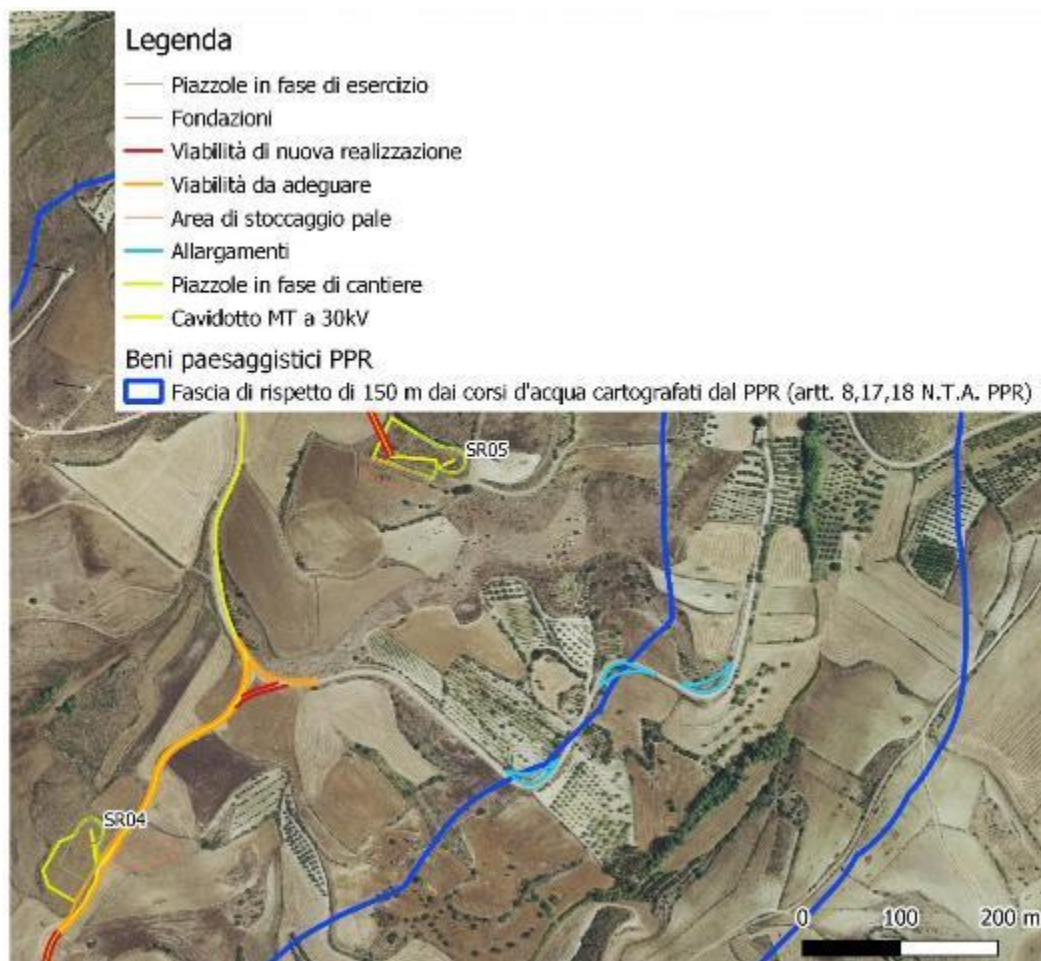 Legenda
Piazzole in fase di esercizio
Fondazioni
Viabilità di nuova realizzazione
Viabilità da adeguare
Area di stoccaggio pale
Allargamenti
Piazzole in fase di cantiere
Cavidotto MT a 30kV
Beni paesaggistici PPR
Fascia di rispetto di 150 m dai corsi d'acqua cartografati dal PPR (artt. 8,17,18 N.T.A. PPR)
SR05
SR04
0 100 200 m